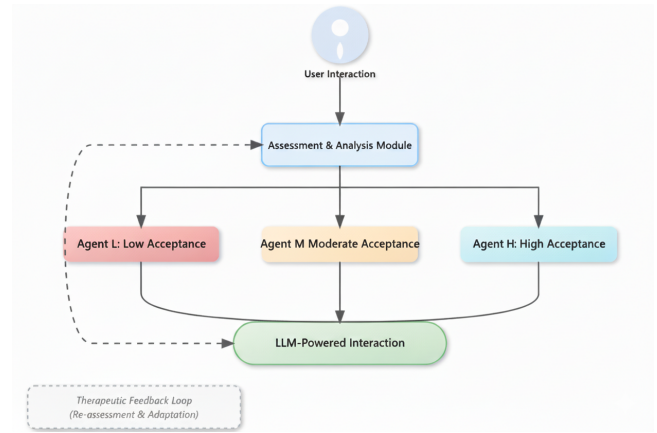 User Interaction
Assessment & Analysis Module
Agent L: Low Acceptance
Agent M Moderate Acceptance
Agent H: High Acceptance
LLM-Powered Interaction
Therapeutic Feedback Loop
(Re-assessment & Adaptation)